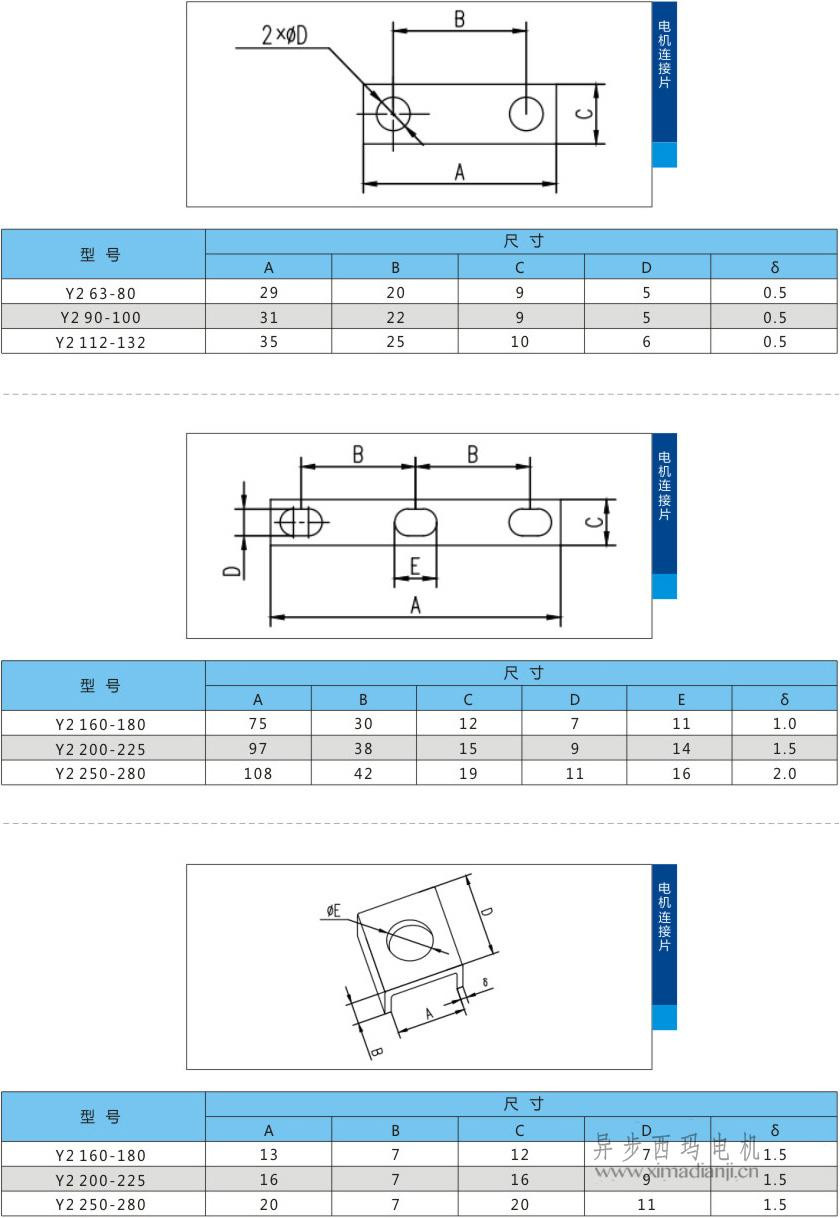 2×øD
B
C
A
电机连接片
型 号 尺 寸
A B C D δ
Y2 63-80 29 20 9 5 0.5
Y2 90-100 31 22 9 5 0.5
Y2 112-132 35 25 10 6 0.5
B B
C
D
E
A
电机连接片
型 号 尺 寸
A B C D E δ
Y2 160-180 75 30 12 7 11 1.0
Y2 200-225 97 38 15 9 14 1.5
Y2 250-280 108 42 19 11 16 2.0
øE
D
δ
A
B
电机连接片
型 号 尺 寸
A B C D δ
Y2 160-180 13 7 12 7 1.5
Y2 200-225 16 7 16 9 1.5
Y2 250-280 20 7 20 11 1.5
异步西玛电机
www.ximadianji.cn